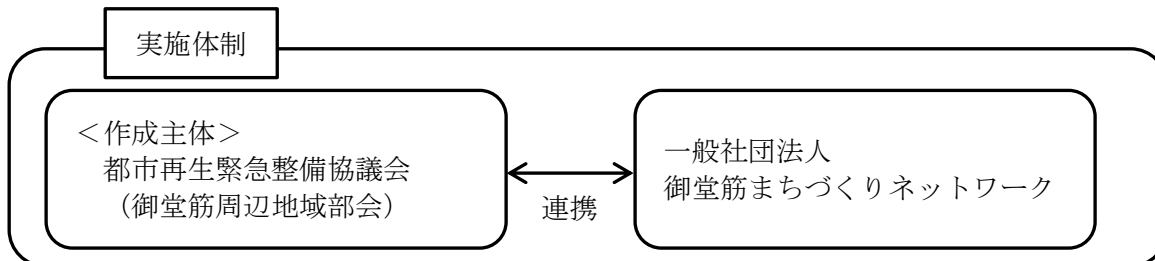 実施体制
＜作成主体＞
都市再生緊急整備協議会
（御堂筋周辺地域部会）
連携
一般社団法人
御堂筋まちづくりネットワーク